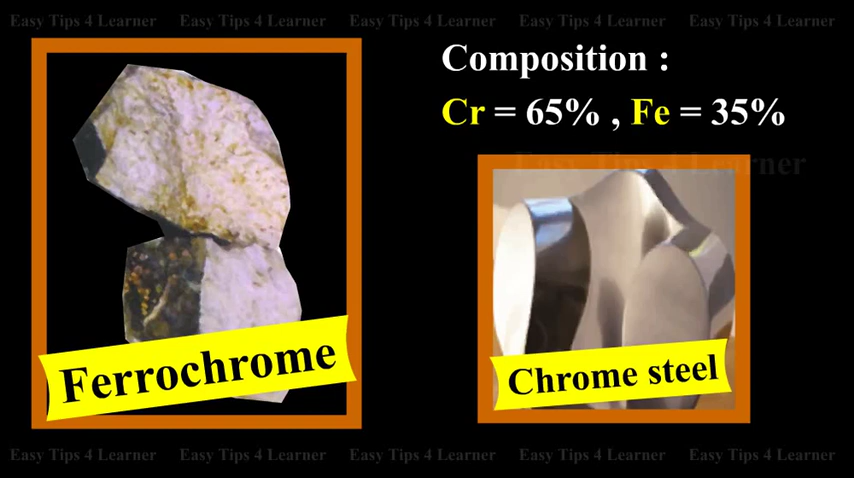 Easy Tips 4 Learner Easy Tips 4 Learner Easy Tips 4 Learner Easy Tips 4 Learner Easy Tips 4 Learner
Composition :
Cr = 65% , Fe = 35%
Easy Tips 4 Learner
Ferrochrome
Chrome steel
Easy Tips 4 Learner Easy Tips 4 Learner Easy Tips 4 Learner Easy Tips 4 Learner Easy Tips 4 Learner